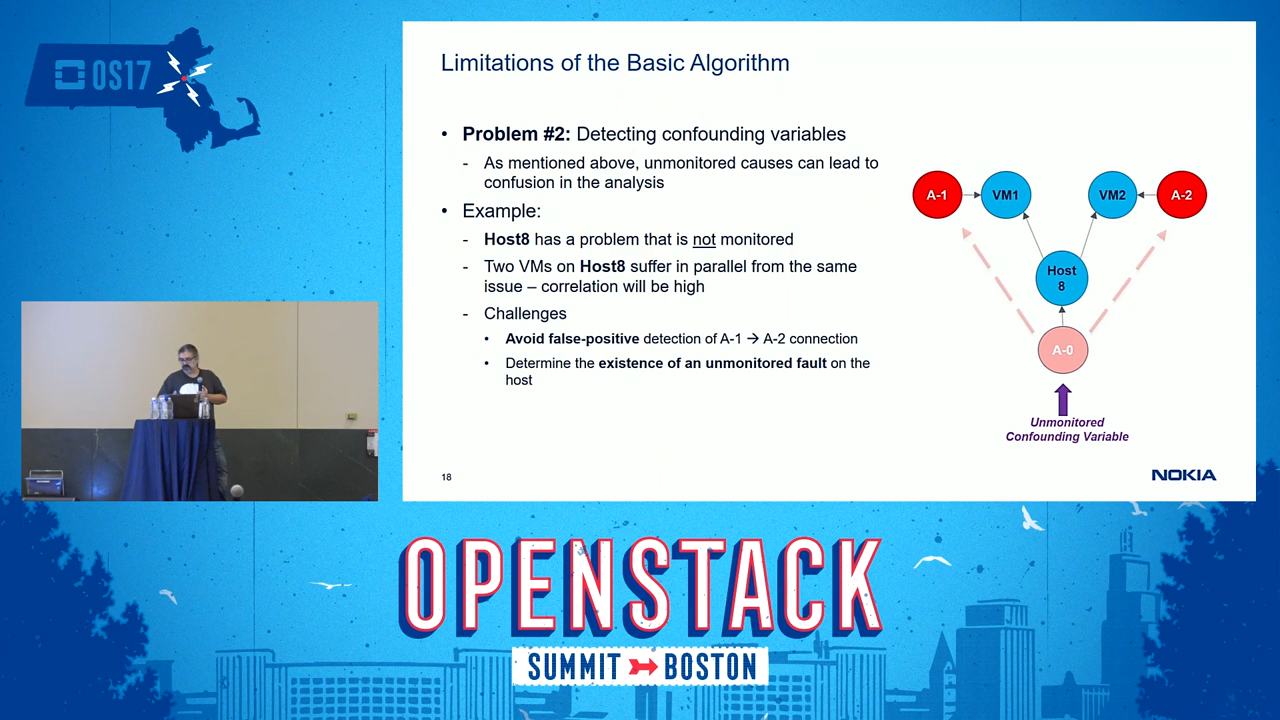 OS17
Limitations of the Basic Algorithm
• Problem #2: Detecting confounding variables
- As mentioned above, unmonitored causes can lead to
confusion in the analysis
• Example:
- Host8 has a problem that is not monitored
- Two VMs on Host8 suffer in parallel from the same
issue – correlation will be high
- Challenges
• Avoid false-positive detection of A-1 → A-2 connection
• Determine the existence of an unmonitored fault on the
host
A-1
VM1
VM2
A-2
Host
8
A-0
Unmonitored
Confounding Variable
18
NOKIA
OPENSTACK
SUMMIT BOSTON